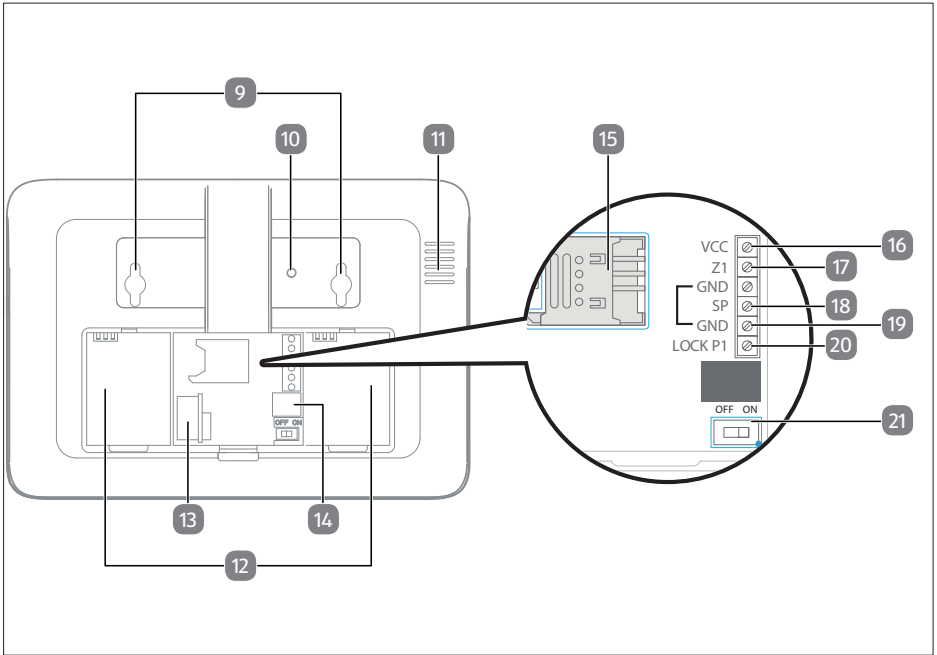 9
10
11
15
VCC
16
Z1
17
GND
SP
18
GND
19
LOCK P1
20
OFF ON
OFF ON
21
13
14
12